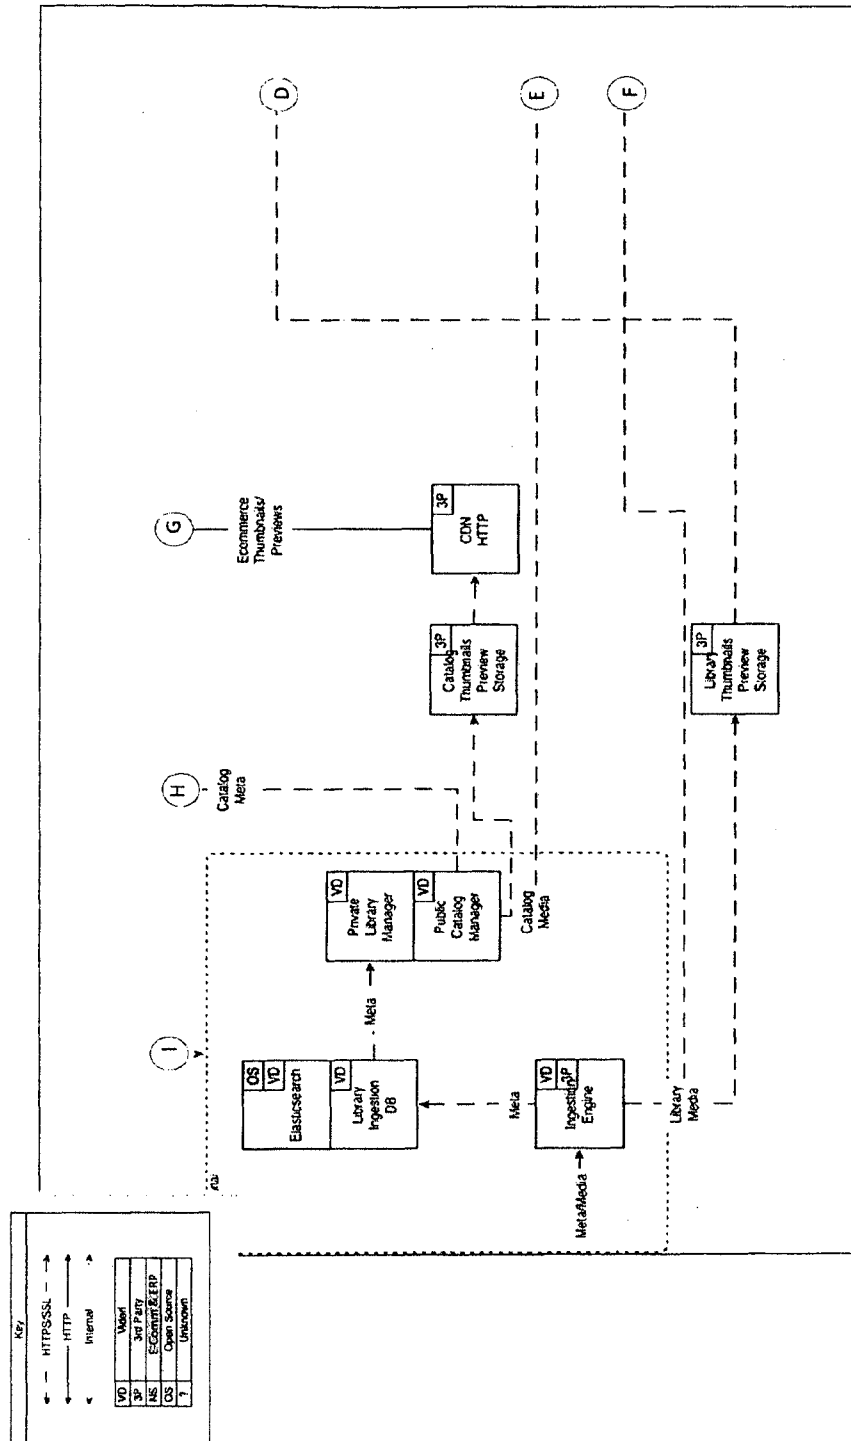 Key
HTTPS/SSL
HTTP
Internal
VD
3P
3rd Party
NS
E-Comm & ERP
OS
Open Source
?
Unknown
I
H
Catalog
Meta
G
Ecommerce
Thumbnails/
Previews
D
OS
VD
Elasticsearch
VD
Library
Ingestion
DB
Meta
VD
Private
Library
Manager
VD
Public
Catalog
Manager
3P
Catalog
Thumbnails
Preview
Storage
3P
CDN
HTTP
Catalog
Media
E
Meta/Media
VD
3P
Ingestion
Engine
Meta
Library
Media
F
3P
Library
Thumbnails
Preview
Storage